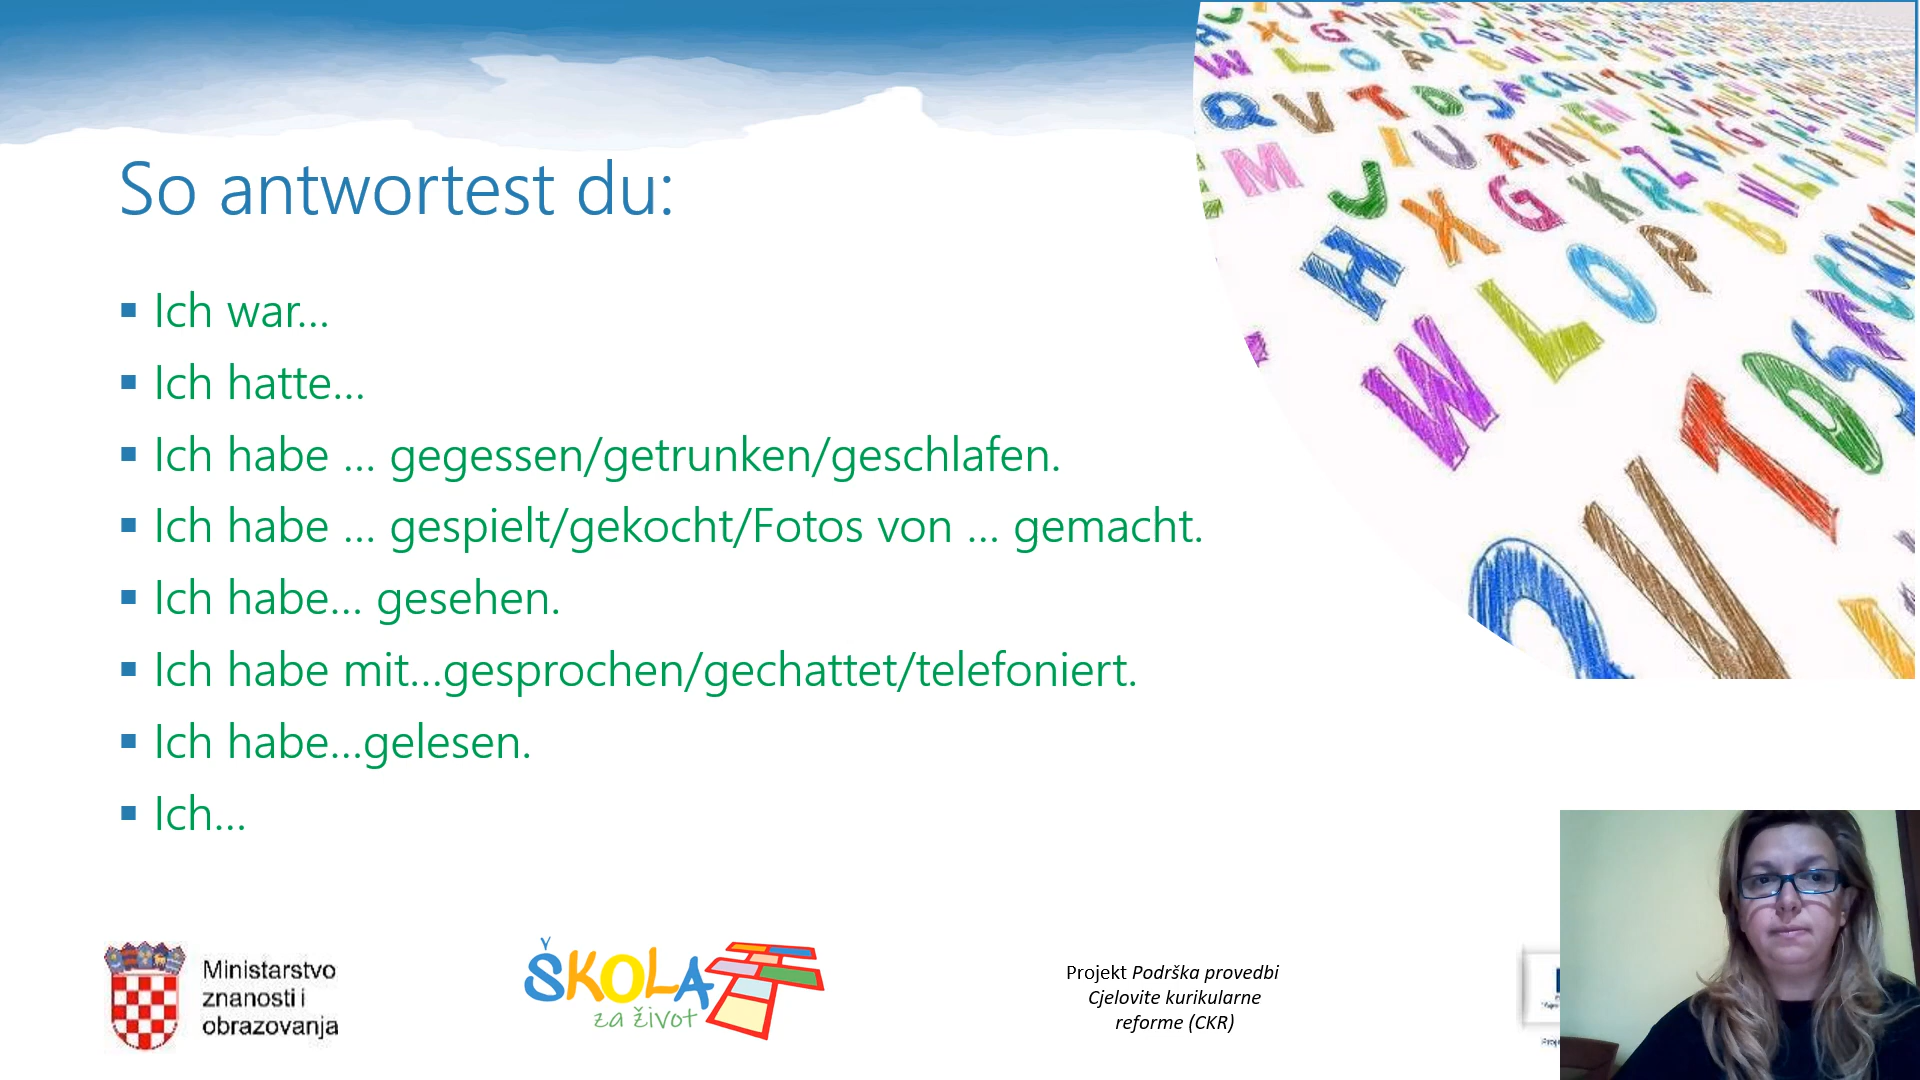 So antwortest du:
Ich war...
Ich hatte...
Ich habe ... gegessen/getrunken/geschlafen.
Ich habe ... gespielt/gekocht/Fotos von ... gemacht.
Ich habe... gesehen.
Ich habe mit...gesprochen/gechattet/telefoniert.
Ich habe...gelesen.
Ich...
Ministarstvo
znanosti i
obrazovanja
ŠKOLA
za život
Projekt Podrška provedbi
Cjelovite kurikularne
reforme (CKR)